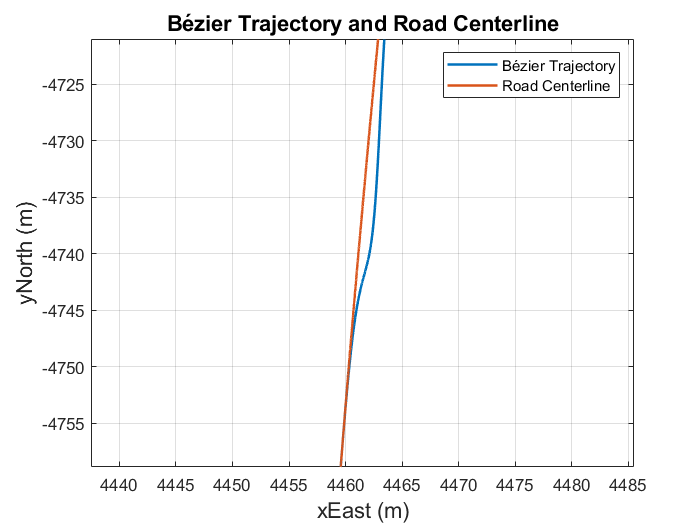 Bézier Trajectory and Road Centerline
Bézier Trajectory
Road Centerline
yNorth (m)
-4725
-4730
-4735
-4740
-4745
-4750
-4755
4440 4445 4450 4455 4460 4465 4470 4475 4480 4485
xEast (m)